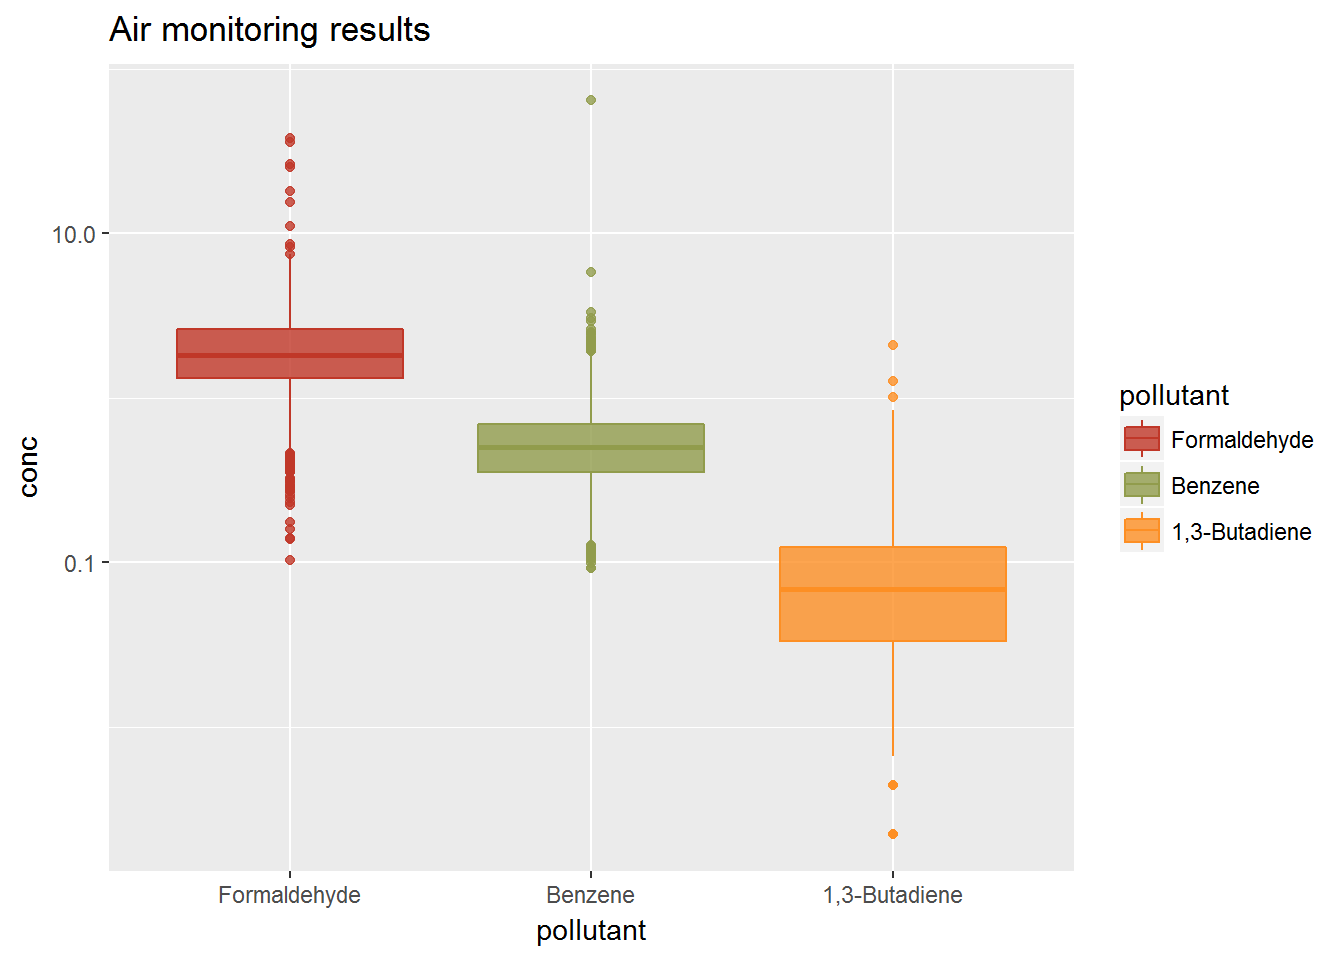 Air monitoring results
10.0
0.1
conc
Formaldehyde
Benzene
1,3-Butadiene
pollutant
pollutant
Formaldehyde
Benzene
1,3-Butadiene